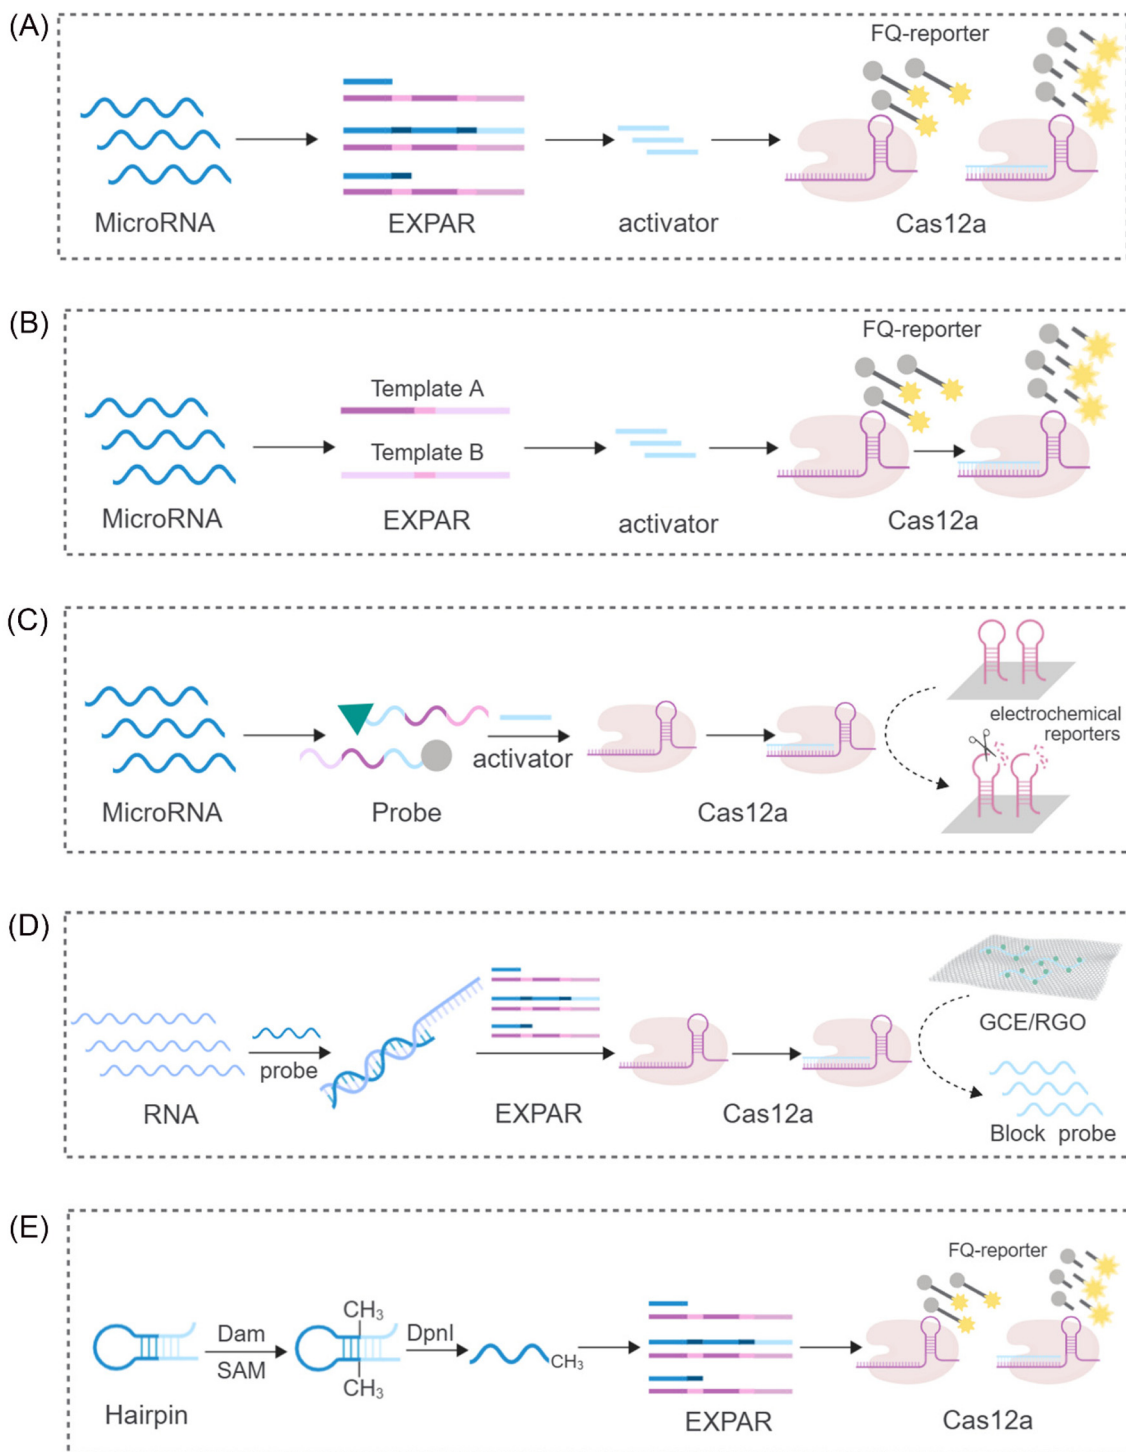 (A)
FQ-reporter
MicroRNA
EXPAR
activator
Cas12a
(B)
FQ-reporter
Template A
Template B
MicroRNA
EXPAR
activator
Cas12a
(C)
electrochemical
reporters
activator
MicroRNA
Probe
Cas12a
(D)
GCE/RGO
probe
RNA
EXPAR
Cas12a
Block probe
(E)
FQ-reporter
CH₃
Dam
DpnI
SAM
CH₃
CH₃
Hairpin
EXPAR
Cas12a